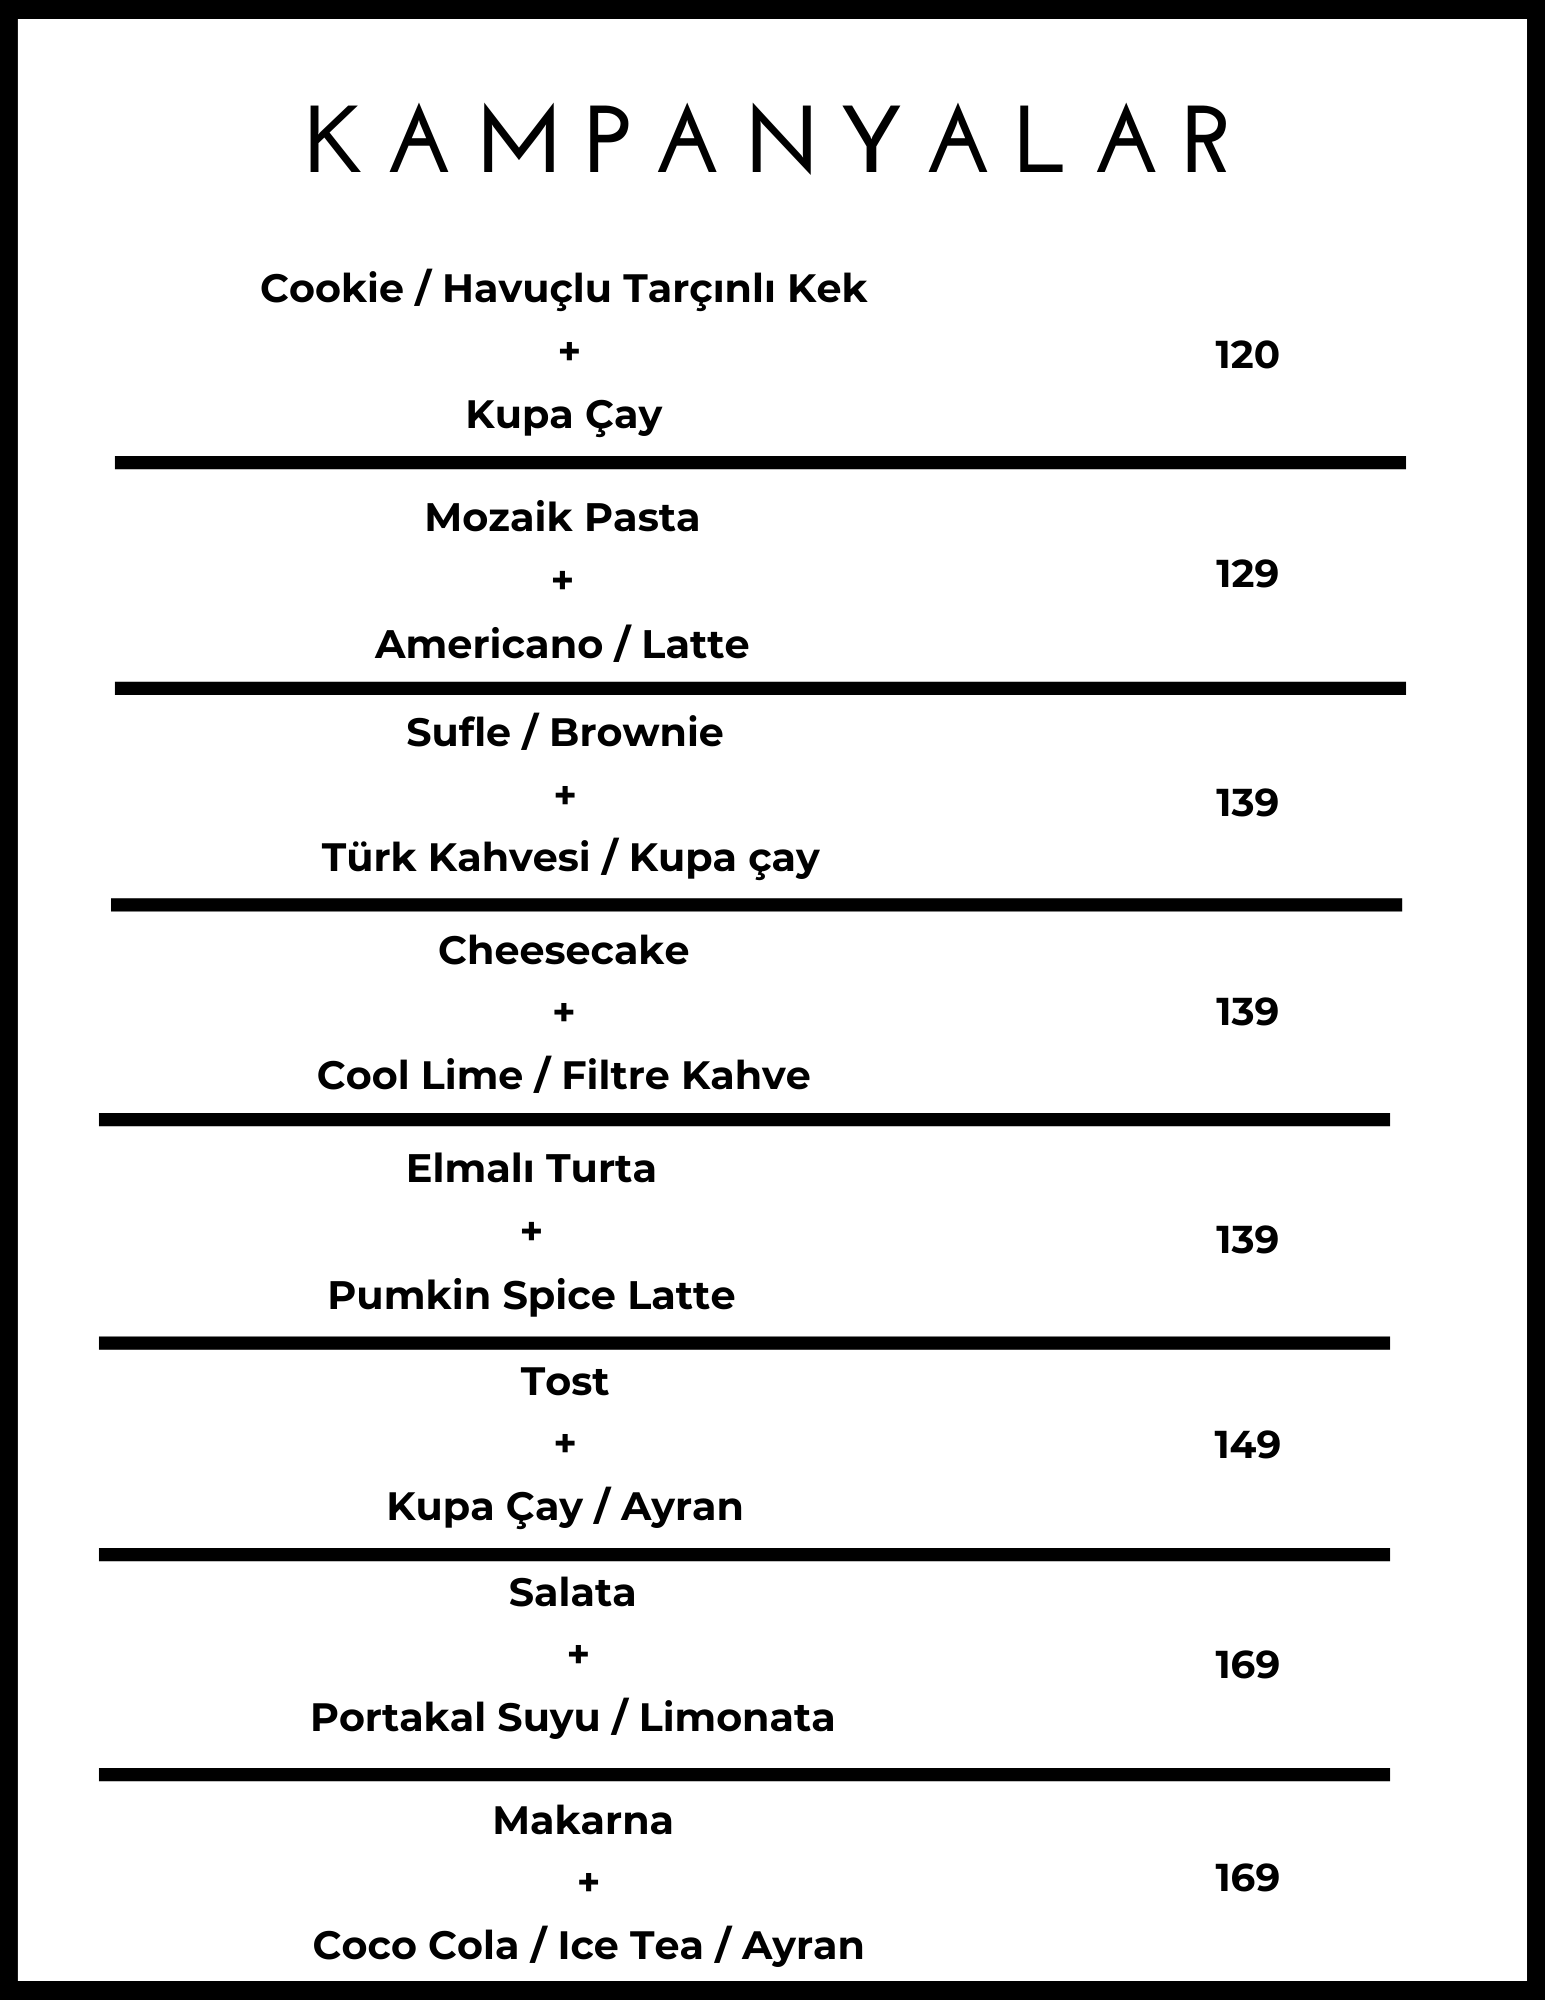 KAMPANYALAR
Cookie / Havuçlu Tarçınlı Kek
+
120
Kupa Çay
Mozaik Pasta
+
129
Americano / Latte
Sufle / Brownie
+
139
Türk Kahvesi / Kupa çay
Cheesecake
+
139
Cool Lime / Filtre Kahve
Elmalı Turta
+
139
Pumkin Spice Latte
Tost
+
149
Kupa Çay / Ayran
Salata
+
169
Portakal Suyu / Limonata
Makarna
+
169
Coco Cola / Ice Tea / Ayran